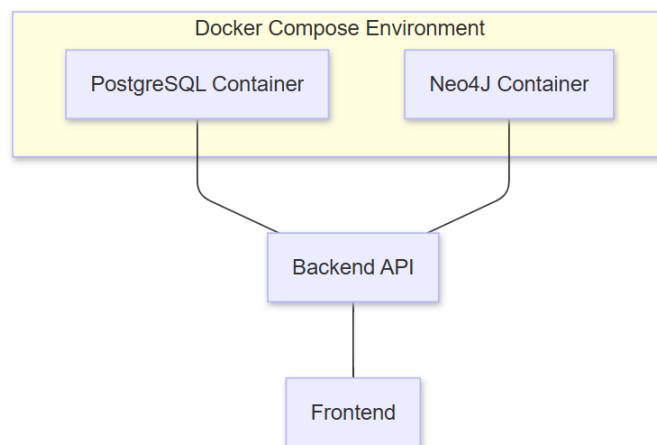 Docker Compose Environment
PostgreSQL Container
Neo4J Container
Backend API
Frontend